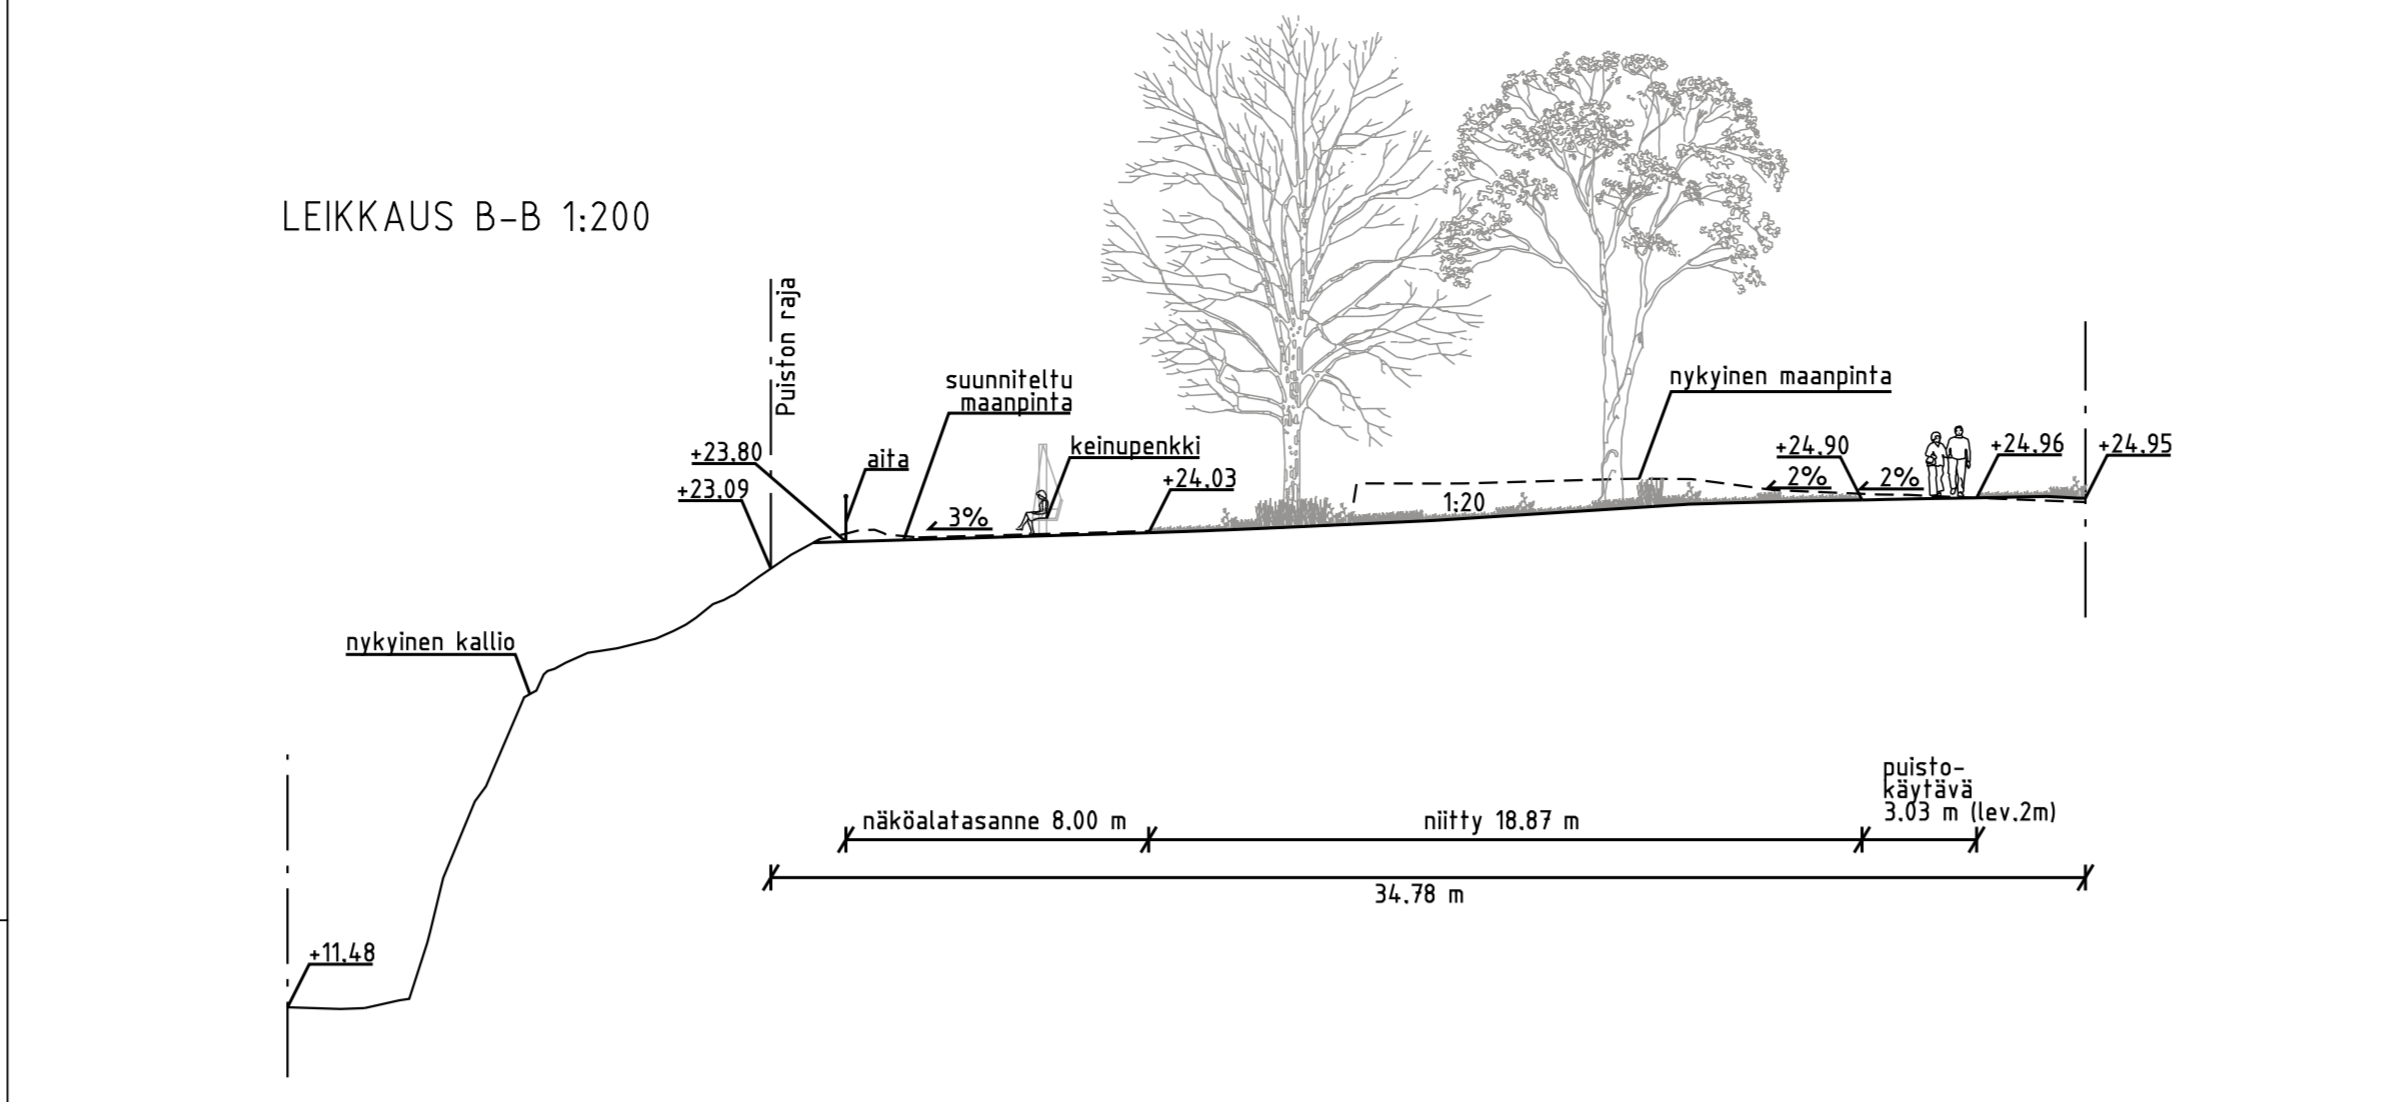 LEIKKAUS B-B 1:200
Puiston raja
suunniteltu
maanpinta
nykyinen maanpinta
+23.80
aita
keinupenkki
+24.90
+24.96
+24.95
+23.09
+24.03
2%
2%
3%
1:20
nykyinen kallio
puisto-
käytävä
3.03 m (lev.2m)
näköalatasanne 8.00 m
niitty 18.87 m
34.78 m
+11.48